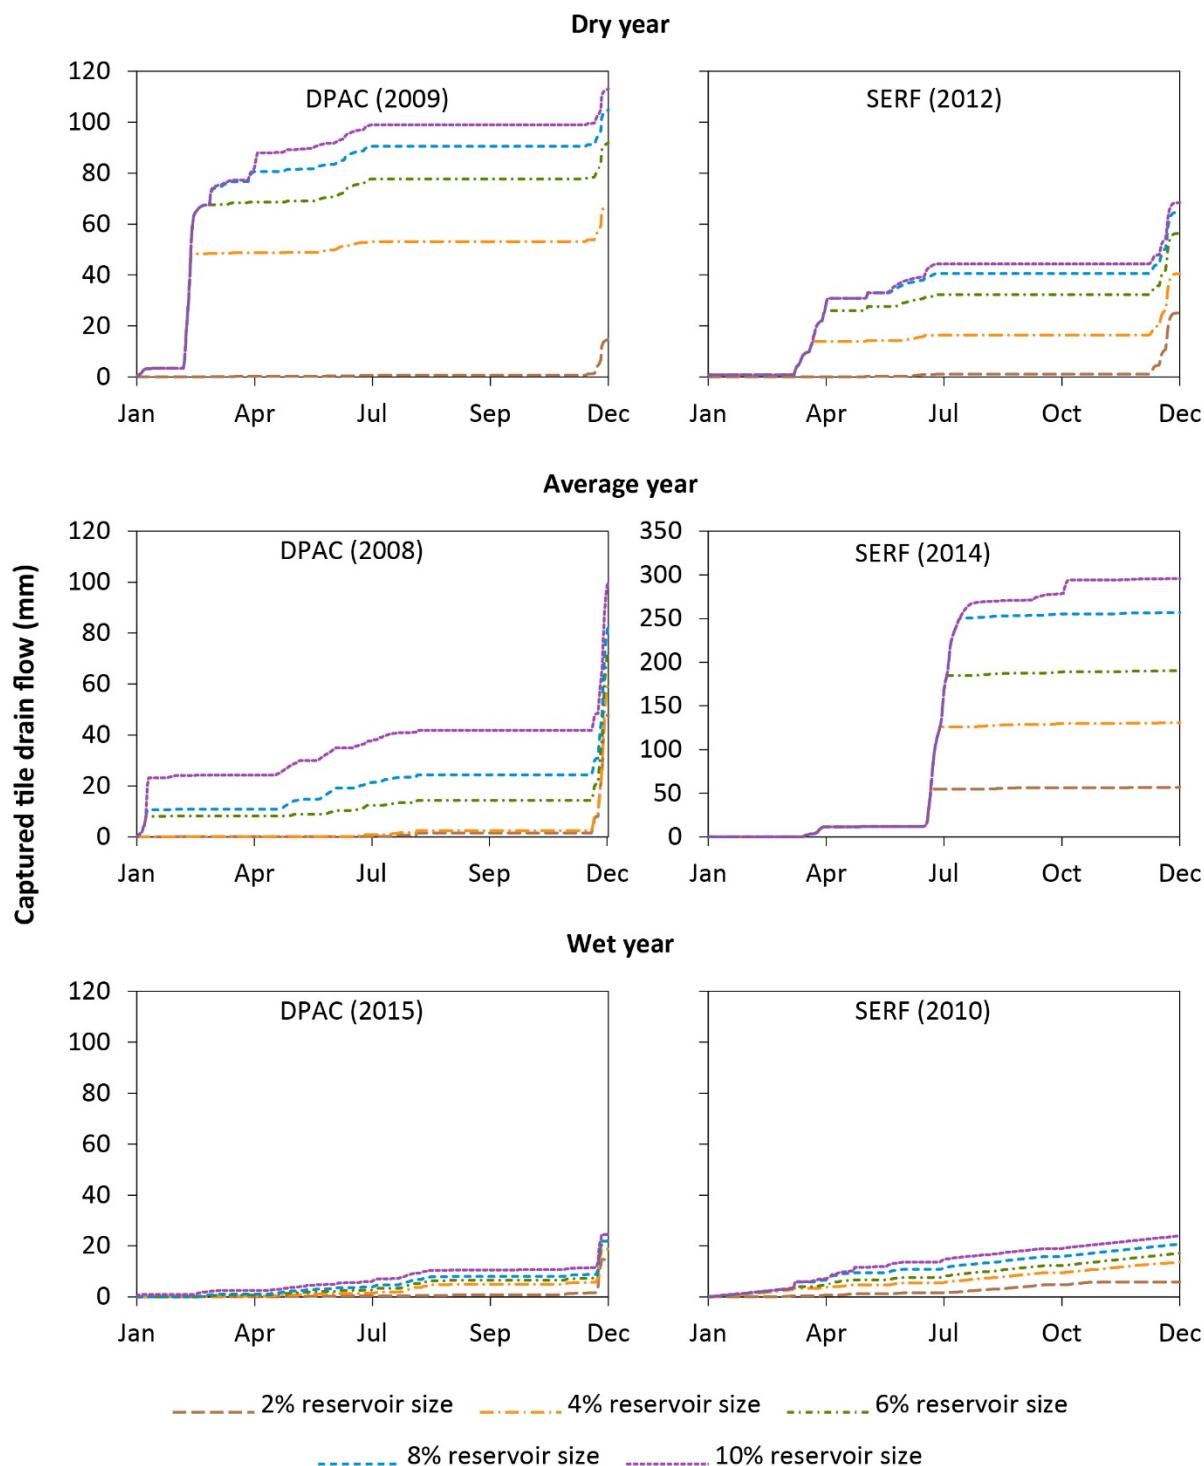 Dry year
DPAC (2009)
120
100
80
60
40
20
0
Jan Apr Jul Sep Dec
SERF (2012)
Jan Apr Jul Oct Dec
Average year
Captured tile drain flow (mm)
DPAC (2008)
120
100
80
60
40
20
0
Jan Apr Jul Sep Dec
SERF (2014)
350
300
250
200
150
100
50
0
Jan Apr Jul Oct Dec
Wet year
DPAC (2015)
120
100
80
60
40
20
0
Jan Apr Jul Sep Dec
SERF (2010)
Jan Apr Jul Oct Dec
2% reservoir size 4% reservoir size 6% reservoir size
8% reservoir size 10% reservoir size